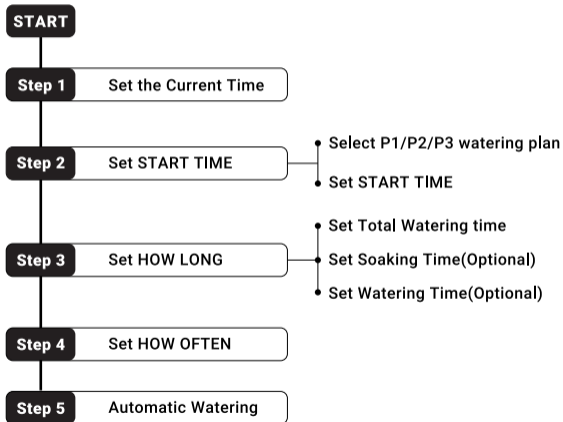 START
Step 1 Set the Current Time
Step 2 Set START TIME
Select P1/P2/P3 watering plan
Set START TIME
Step 3 Set HOW LONG
Set Total Watering time
Set Soaking Time(Optional)
Set Watering Time(Optional)
Step 4 Set HOW OFTEN
Step 5 Automatic Watering